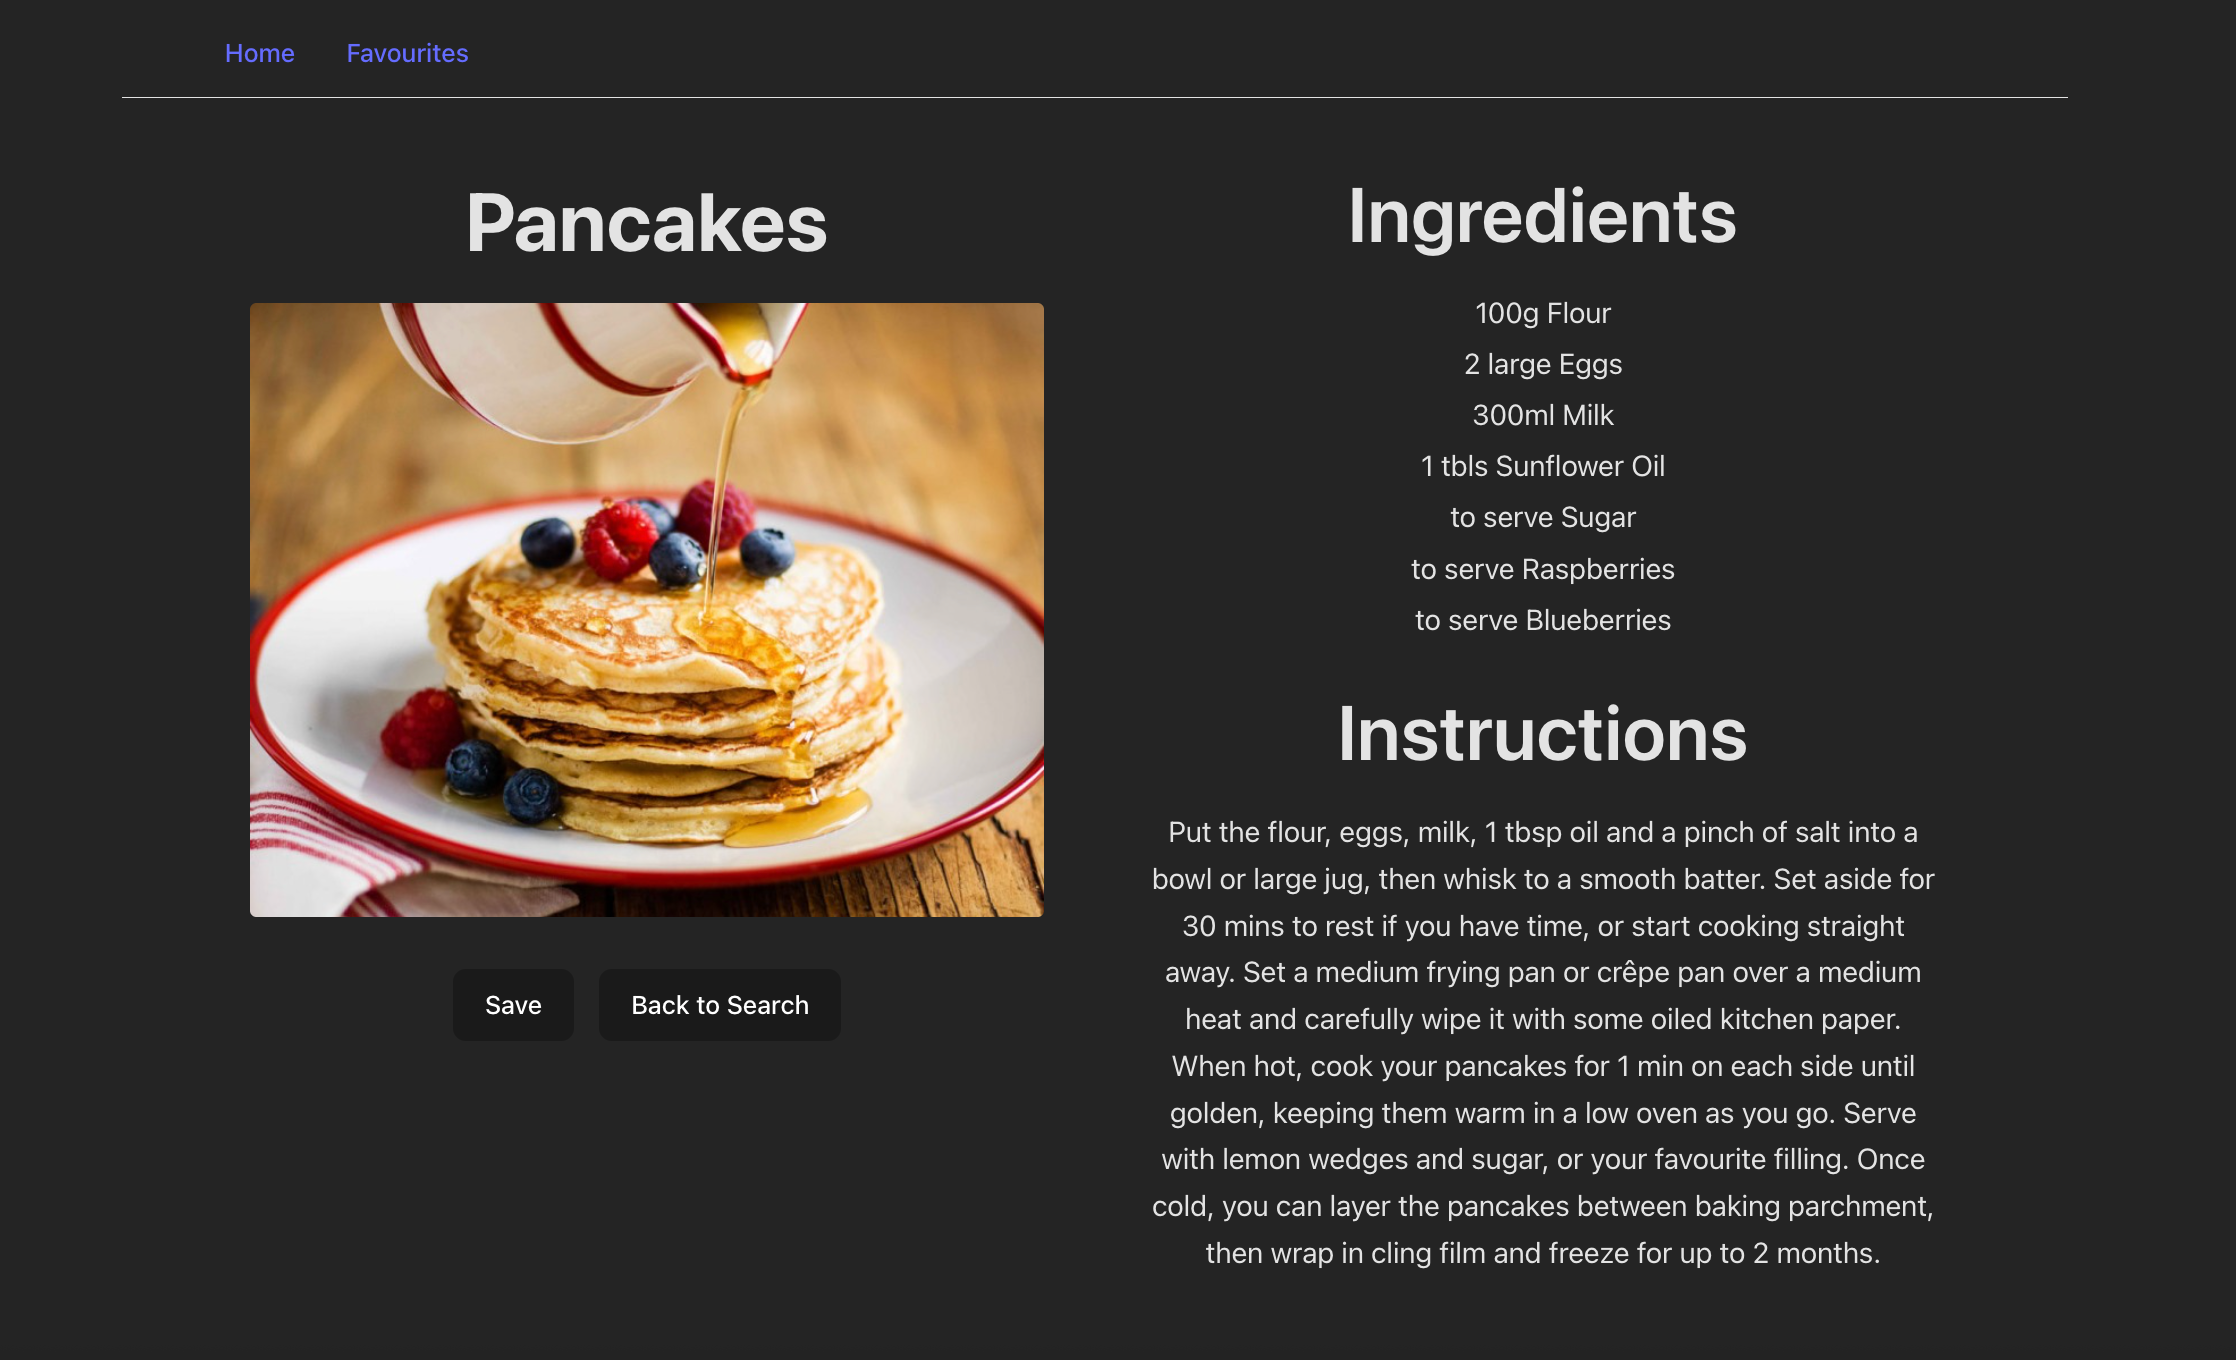 Home
Favourites
Pancakes
Save
Back to Search
Ingredients
100g Flour
2 large Eggs
300ml Milk
1 tbls Sunflower Oil
to serve Sugar
to serve Raspberries
to serve Blueberries
Instructions
Put the flour, eggs, milk, 1 tbsp oil and a pinch of salt into a
bowl or large jug, then whisk to a smooth batter. Set aside for
30 mins to rest if you have time, or start cooking straight
away. Set a medium frying pan or crêpe pan over a medium
heat and carefully wipe it with some oiled kitchen paper.
When hot, cook your pancakes for 1 min on each side until
golden, keeping them warm in a low oven as you go. Serve
with lemon wedges and sugar, or your favourite filling. Once
cold, you can layer the pancakes between baking parchment,
then wrap in cling film and freeze for up to 2 months.